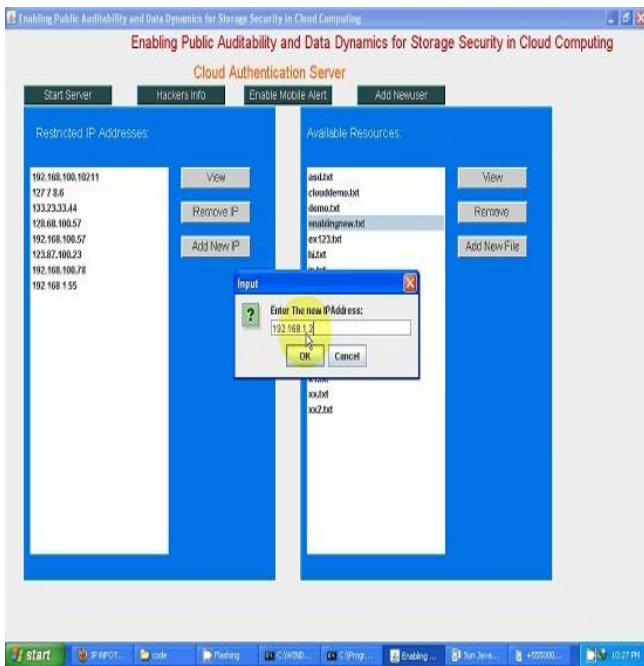 Enabling Public Auditability and Data Dynamics for Storage Security in Cloud Computing
Enabling Public Auditability and Data Dynamics for Storage Security in Cloud Computing
Cloud Authentication Server
Start Server
Hackers Info
Enable Mobile Alert
Add Newuser
Restricted IP Addresses:
192.168.100.10211
127 7 8.6
133.23.33.44
128.68.100.57
192.168.100.57
123.87.100.23
192.168.100.78
192 168 1 55
View
Remove IP
Add New IP
Available Resources:
asd.txt
clouddemo.txt
demo.txt
enablingnew.txt
ex123.txt
hi.txt
xx.txt
xx2.txt
View
Remove
Add New File
Input
?
Enter The new IPAddress:
192.168.1.2
OK
Cancel
start
code
Flashing
C:\WIND...
C:\Progr...
Enabling ...
Sun Java...
+555000...
10:27 PM